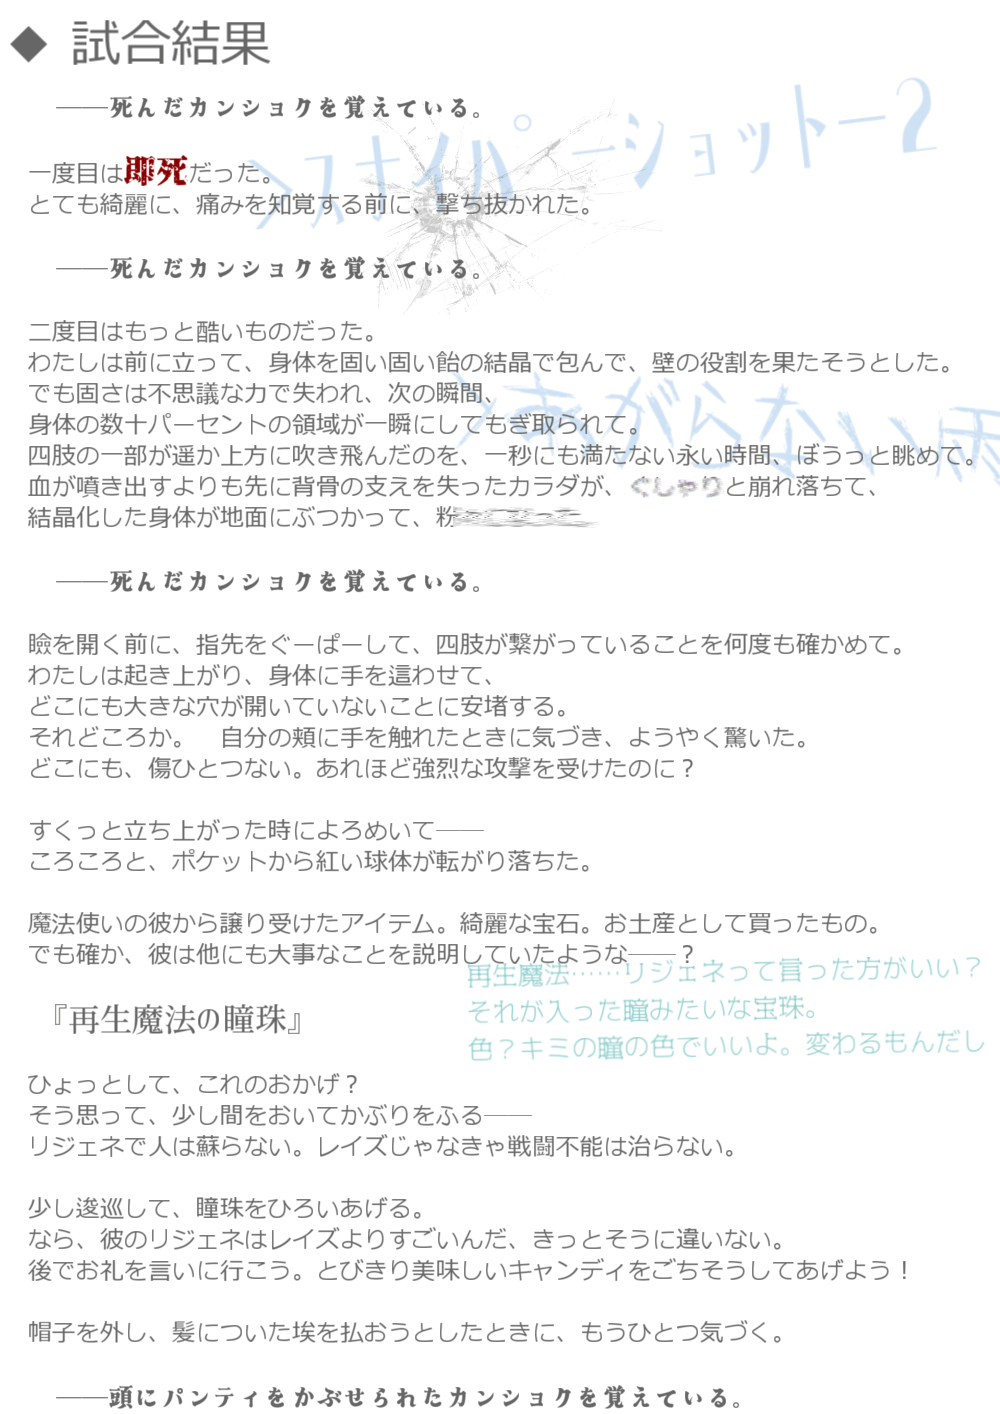 ◆ 試合結果
――死んだカンショクを覚えている。
＞スナイパーショット－2
一度目は即死だった。
とても綺麗に、痛みを知覚する前に、撃ち抜かれた。
――死んだカンショクを覚えている。
二度目はもっと酷いものだった。
わたしは前に立って、身体を固い固い飴の結晶で包んで、壁の役割を果たそうとした。
でも固さは不思議な力で失われ、次の瞬間、
＞あがらない雨
身体の数十パーセントの領域が一瞬にしてもぎ取られて。
四肢の一部が遥か上方に吹き飛んだのを、一秒にも満たない永い時間、ぼうっと眺めて。
血が噴き出すよりも先に背骨の支えを失ったカラダが、ぐしゃりと崩れ落ちて、
結晶化した身体が地面にぶつかって、粉
――死んだカンショクを覚えている。
瞼を開く前に、指先をぐーぱーして、四肢が繋がっていることを何度も確かめて。
わたしは起き上がり、身体に手を這わせて、
どこにも大きな穴が開いていないことに安堵する。
それどころか。　自分の頬に手を触れたときに気づき、ようやく驚いた。
どこにも、傷ひとつない。あれほど強烈な攻撃を受けたのに？
すくっと立ち上がった時によろめいて――
ころころと、ポケットから紅い球体が転がり落ちた。
魔法使いの彼から譲り受けたアイテム。綺麗な宝石。お土産として買ったもの。
でも確か、彼は他にも大事なことを説明していたような――？
再生魔法……リジェネって言った方がいい？
それが入った瞳みたいな宝珠。
色？キミの瞳の色でいいよ。変わるもんだし
『再生魔法の瞳珠』
ひょっとして、これのおかげ？
そう思って、少し間をおいてかぶりをふる――
リジェネで人は蘇らない。レイズじゃなきゃ戦闘不能は治らない。
少し逡巡して、瞳珠をひろいあげる。
なら、彼のリジェネはレイズよりすごいんだ、きっとそうに違いない。
後でお礼を言いに行こう。とびきり美味しいキャンディをごちそうしてあげよう！
帽子を外し、髪についた埃を払おうとしたときに、もうひとつ気づく。
――頭にパンティをかぶせられたカンショクを覚えている。